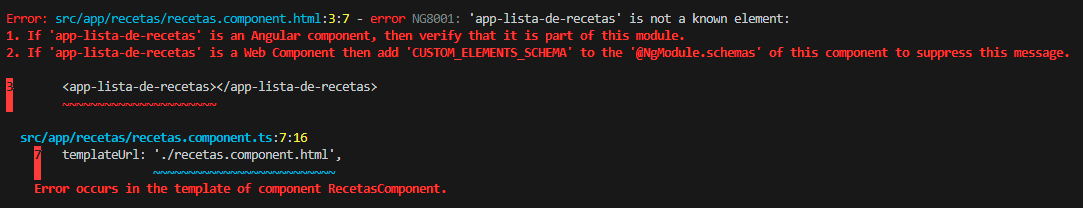 Error: src/app/recetas/recetas.component.html:3:7 - error NG8001: 'app-lista-de-recetas' is not a known element:
1. If 'app-lista-de-recetas' is an Angular component, then verify that it is part of this module.
2. If 'app-lista-de-recetas' is a Web Component then add 'CUSTOM_ELEMENTS_SCHEMA' to the '@NgModule.schemas' of this component to suppress this message.
3 <app-lista-de-recetas></app-lista-de-recetas>
~~~~~~~~~~~~~~~~~~~~~~
src/app/recetas/recetas.component.ts:7:16
7 templateUrl: './recetas.component.html',
~~~~~~~~~~~~~~~~~~~~~~~~~~
Error occurs in the template of component RecetasComponent.